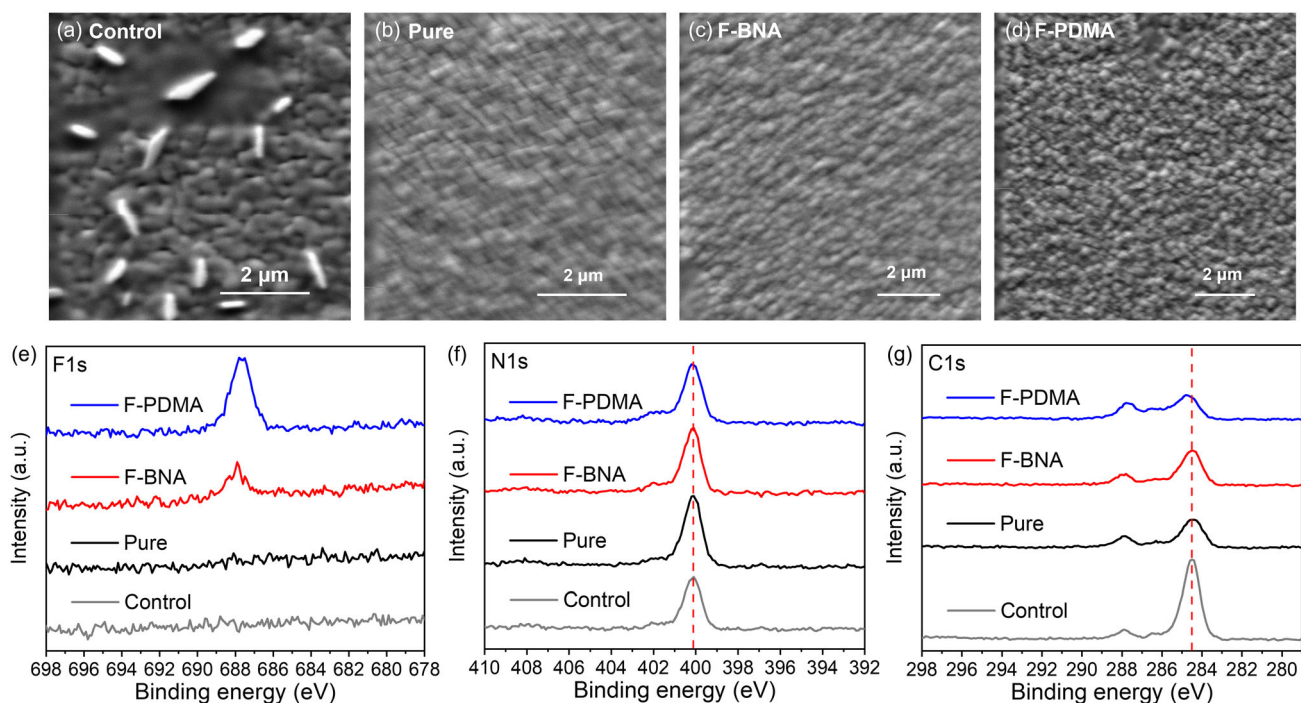 (a) Control
(b) Pure
(c) F-BNA
(d) F-PDMA
2 µm
2 µm
2 µm
2 µm
(e)
F1s
F-PDMA
F-BNA
Pure
Control
Intensity (a.u.)
698 696 694 692 690 688 686 684 682 680 678
Binding energy (eV)
(f)
N1s
F-PDMA
F-BNA
Pure
Control
Intensity (a.u.)
410 408 406 404 402 400 398 396 394 392
Binding energy (eV)
(g)
C1s
F-PDMA
F-BNA
Pure
Control
Intensity (a.u.)
298 296 294 292 290 288 286 284 282 280
Binding energy (eV)